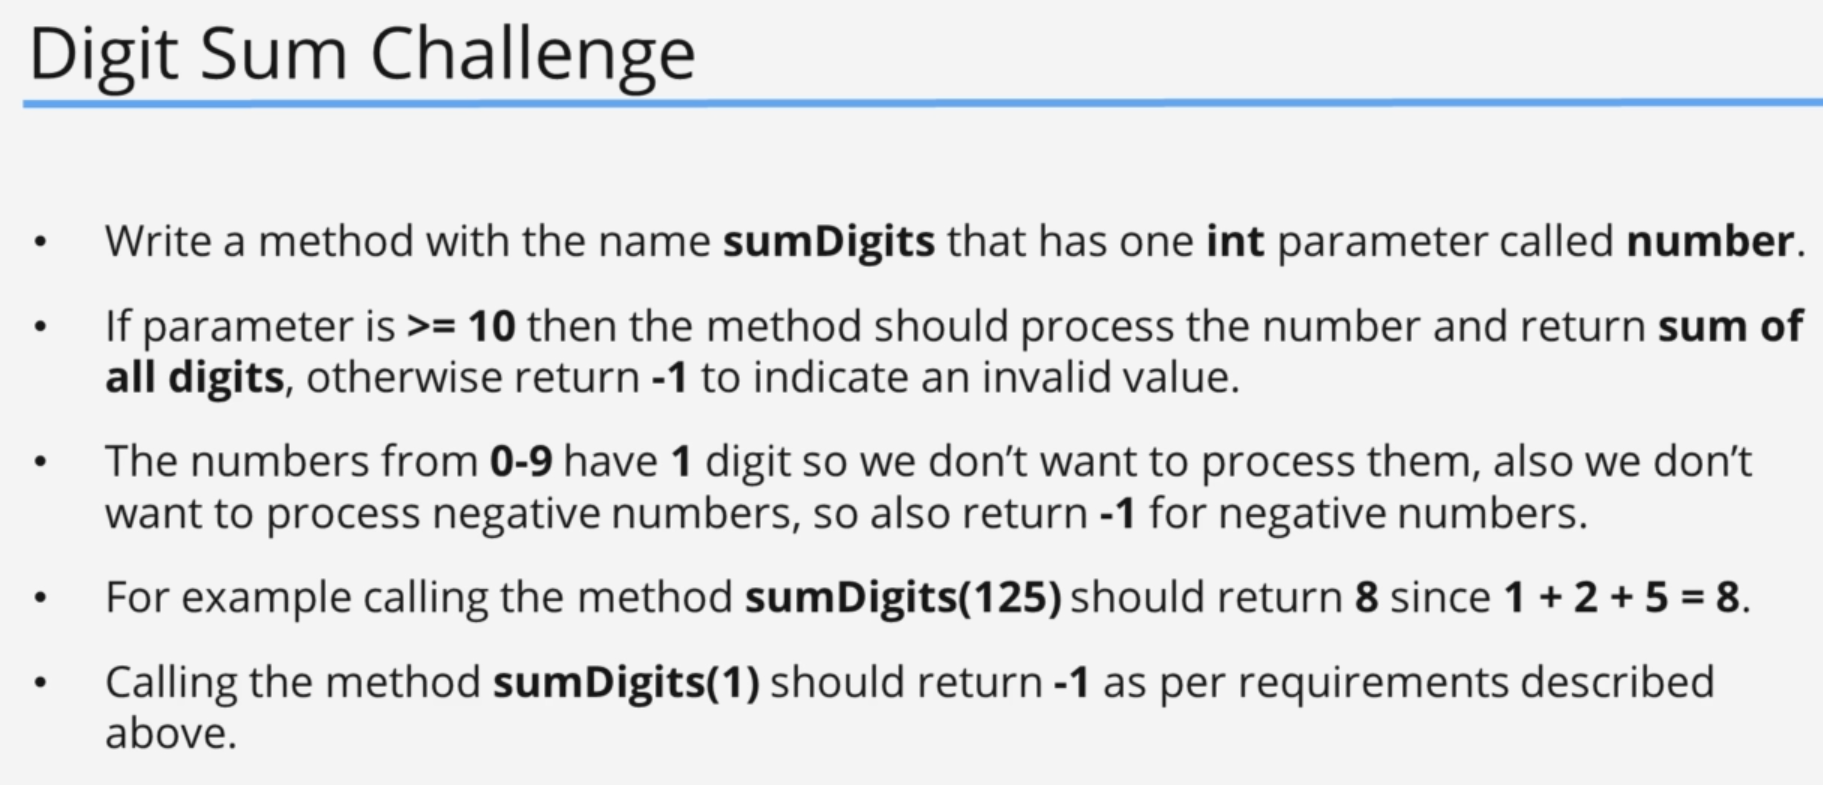 Digit Sum Challenge
• Write a method with the name sumDigits that has one int parameter called number.
• If parameter is >= 10 then the method should process the number and return sum of
all digits, otherwise return -1 to indicate an invalid value.
• The numbers from 0-9 have 1 digit so we don’t want to process them, also we don’t
want to process negative numbers, so also return -1 for negative numbers.
• For example calling the method sumDigits(125) should return 8 since 1 + 2 + 5 = 8.
• Calling the method sumDigits(1) should return -1 as per requirements described
above.